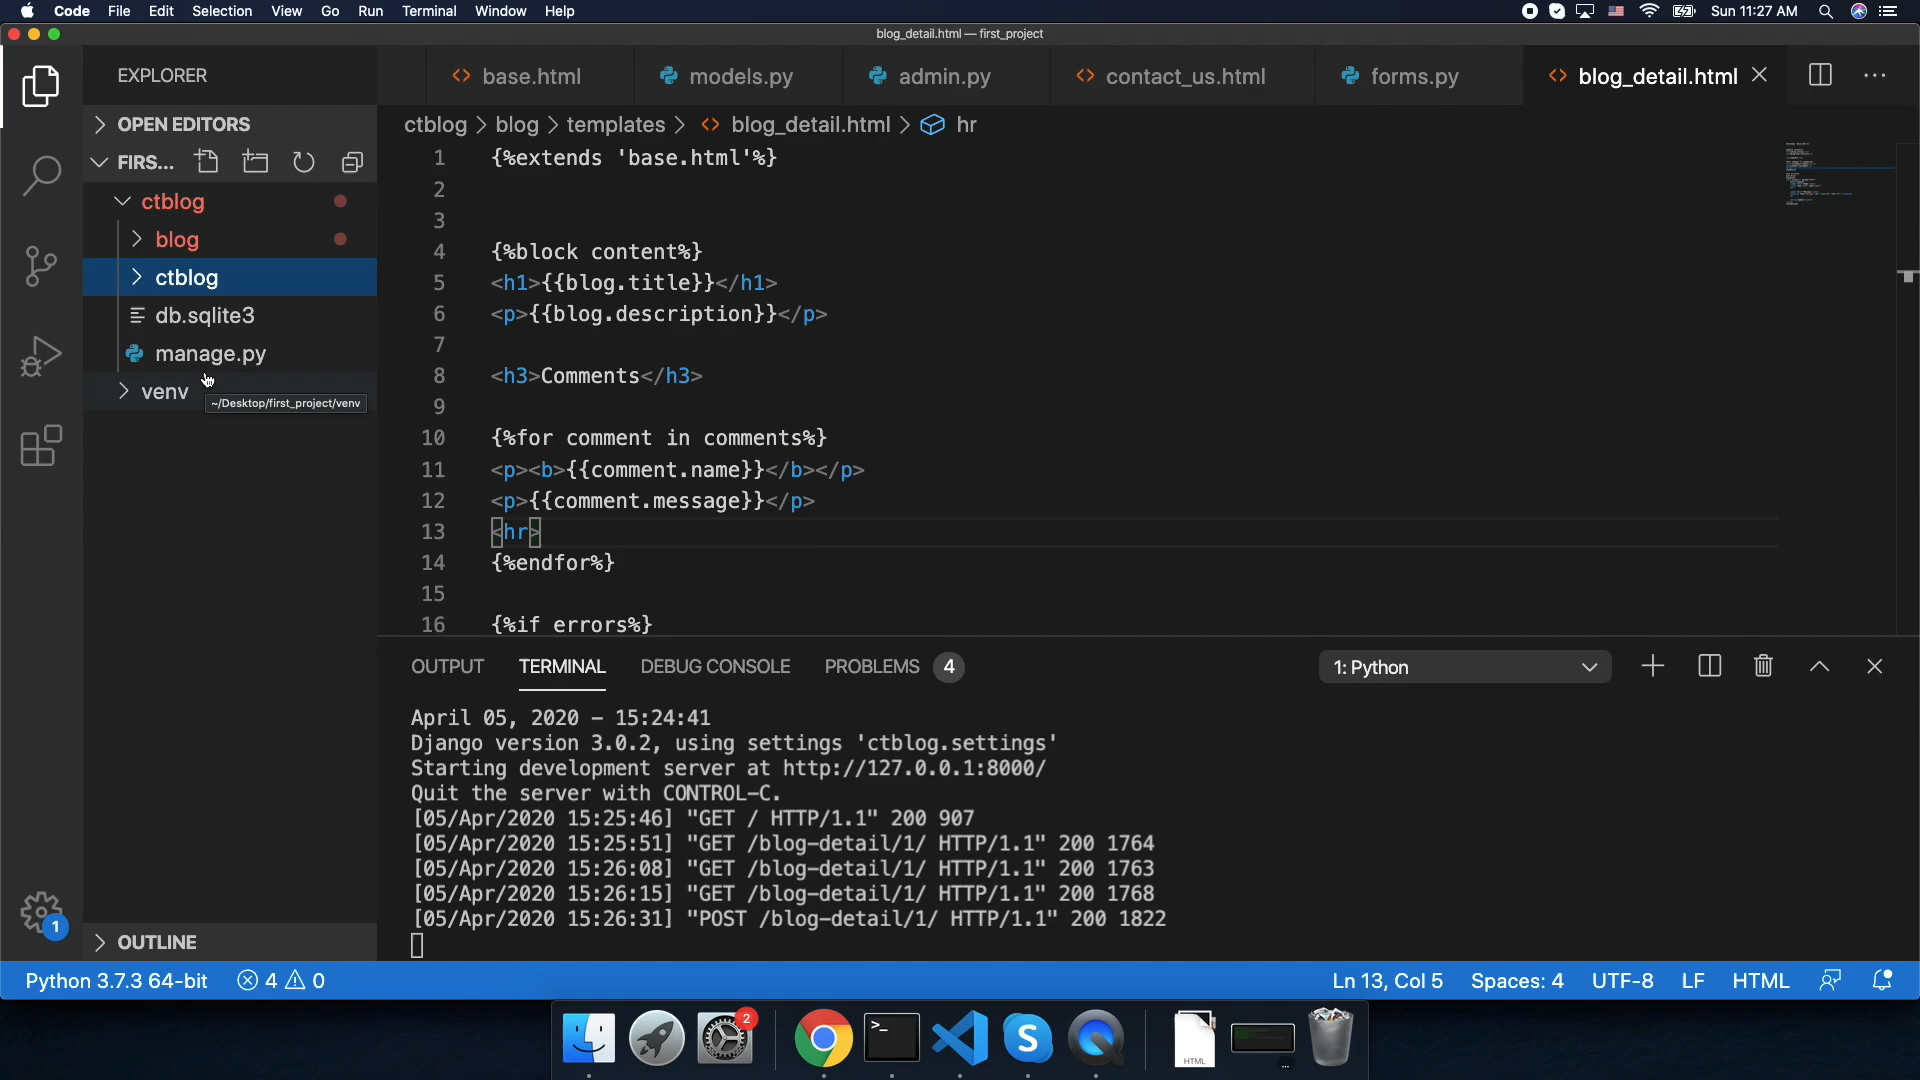 Code File Edit Selection View Go Run Terminal Window Help Sun 11:27 AM
blog_detail.html — first_project
EXPLORER
OPEN EDITORS
FIRS...
ctblog
blog
ctblog
db.sqlite3
manage.py
venv
~/Desktop/first_project/venv
OUTLINE
base.html models.py admin.py contact_us.html forms.py blog_detail.html
ctblog > blog > templates > blog_detail.html > hr
1 {%extends 'base.html'%}
2
3
4 {%block content%}
5 <h1>{{blog.title}}</h1>
6 <p>{{blog.description}}</p>
7
8 <h3>Comments</h3>
9
10 {%for comment in comments%}
11 <p><b>{{comment.name}}</b></p>
12 <p>{{comment.message}}</p>
13 <hr>
14 {%endfor%}
15
16 {%if errors%}
OUTPUT TERMINAL DEBUG CONSOLE PROBLEMS 4 1: Python
April 05, 2020 - 15:24:41
Django version 3.0.2, using settings 'ctblog.settings'
Starting development server at http://127.0.0.1:8000/
Quit the server with CONTROL-C.
[05/Apr/2020 15:25:46] "GET / HTTP/1.1" 200 907
[05/Apr/2020 15:25:51] "GET /blog-detail/1/ HTTP/1.1" 200 1764
[05/Apr/2020 15:26:08] "GET /blog-detail/1/ HTTP/1.1" 200 1763
[05/Apr/2020 15:26:15] "GET /blog-detail/1/ HTTP/1.1" 200 1768
[05/Apr/2020 15:26:31] "POST /blog-detail/1/ HTTP/1.1" 200 1822
1
Python 3.7.3 64-bit 4 0 Ln 13, Col 5 Spaces: 4 UTF-8 LF HTML
2
>_
S
HTML